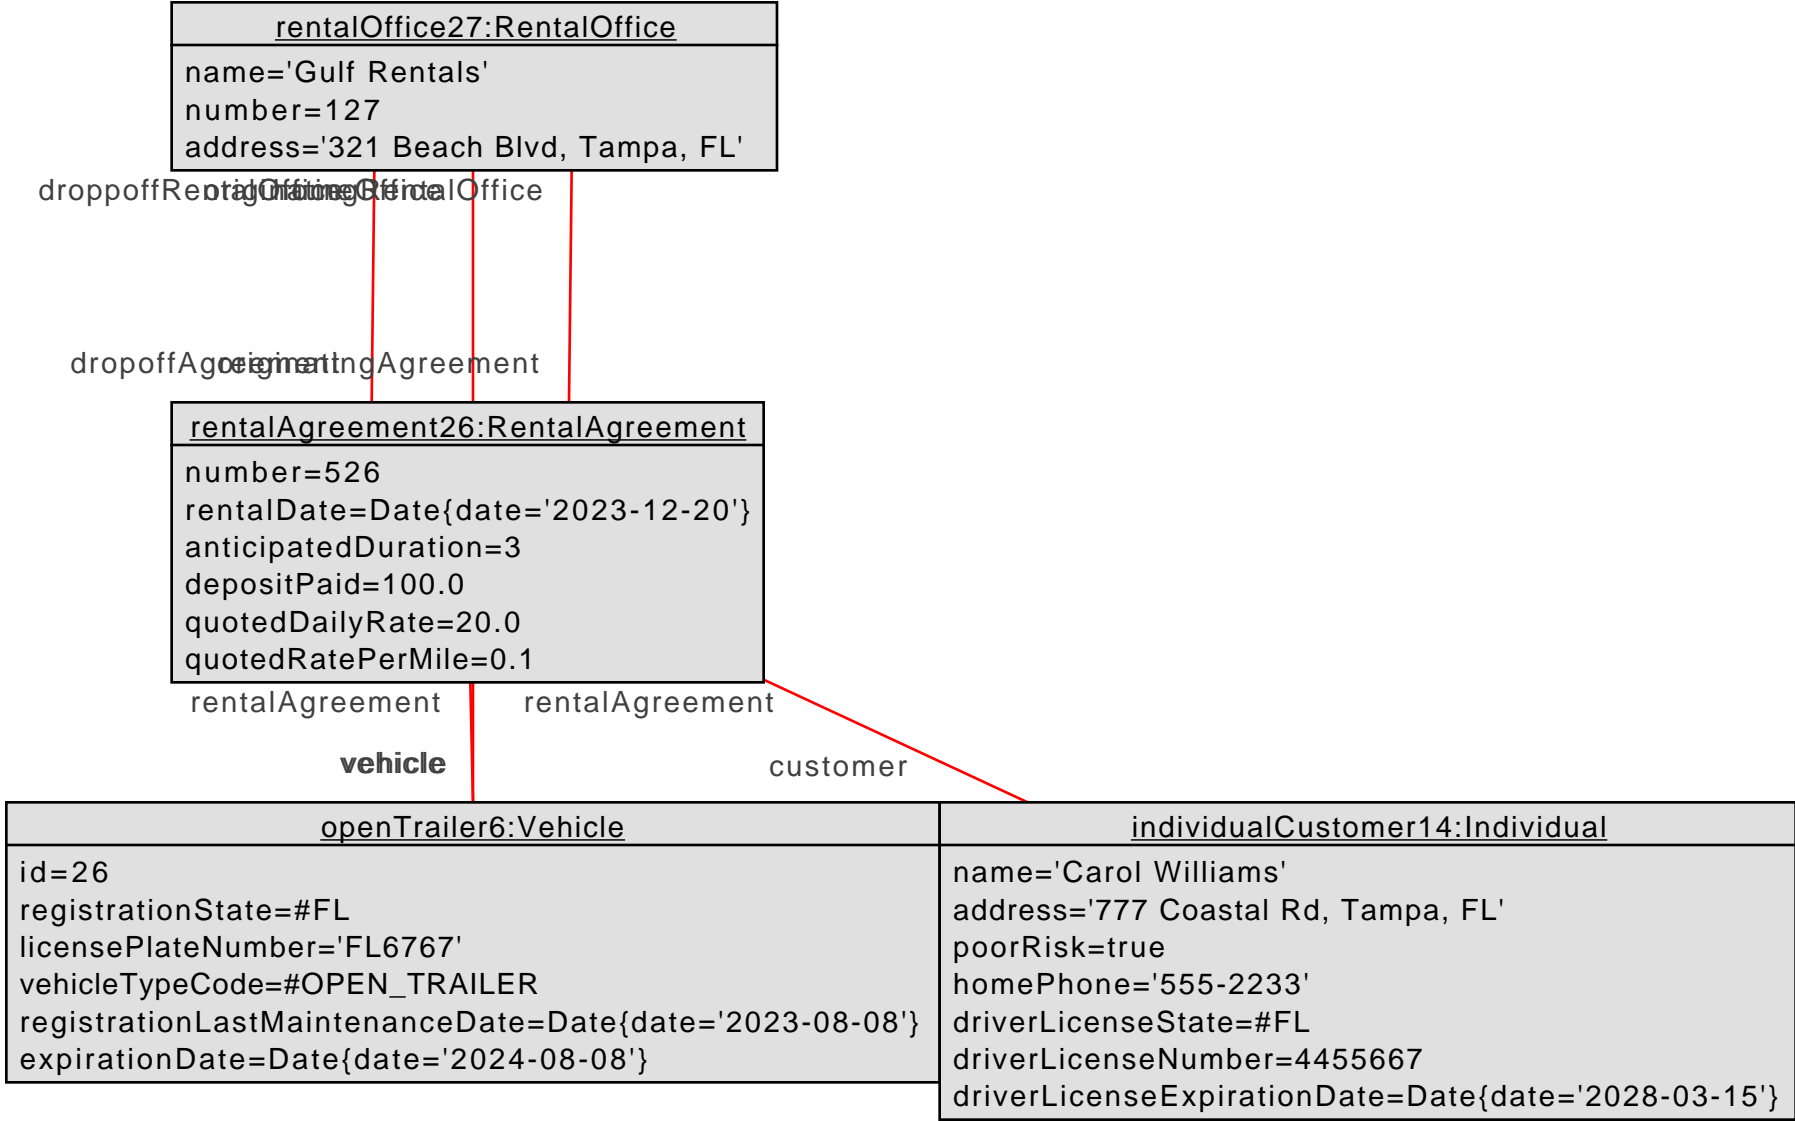 rentalOffice27:RentalOffice
name='Gulf Rentals'
number=127
address='321 Beach Blvd, Tampa, FL'
rentalAgreement26:RentalAgreement
number=526
rentalDate=Date{date='2023-12-20'}
anticipatedDuration=3
depositPaid=100.0
quotedDailyRate=20.0
quotedRatePerMile=0.1
rentalAgreement rentalAgreement
vehicle customer
openTrailer6:Vehicle
id=26
registrationState=#FL
licensePlateNumber='FL6767'
vehicleTypeCode=#OPEN_TRAILER
registrationLastMaintenanceDate=Date{date='2023-08-08'}
expirationDate=Date{date='2024-08-08'}
individualCustomer14:Individual
name='Carol Williams'
address='777 Coastal Rd, Tampa, FL'
poorRisk=true
homePhone='555-2233'
driverLicenseState=#FL
driverLicenseNumber=4455667
driverLicenseExpirationDate=Date{date='2028-03-15'}